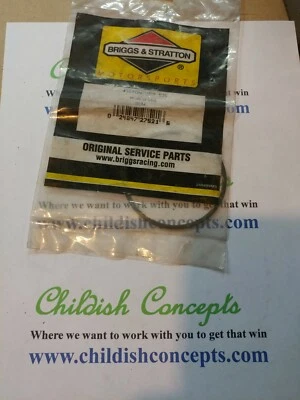 BRIGGS & STRATTON
®
MOTORSPORTS
ORIGINAL SERVICE PARTS
www.briggsracing.com
Childish Concepts
Where we want to work with you to get that win
www.childishconcepts.com
Where we want to work with you to get that win
www.childishconcepts.com